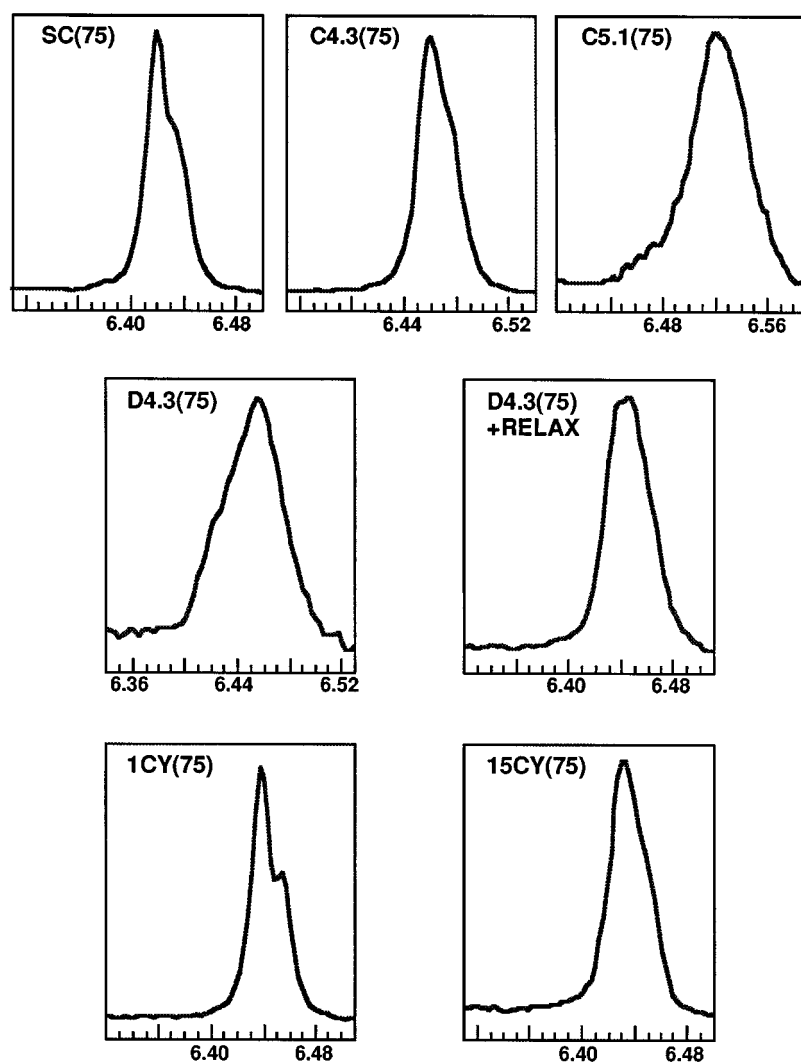 SC(75)
6.40 6.48
C4.3(75)
6.44 6.52
C5.1(75)
6.48 6.56
D4.3(75)
6.36 6.44 6.52
D4.3(75)
+RELAX
6.40 6.48
1CY(75)
6.40 6.48
15CY(75)
6.40 6.48